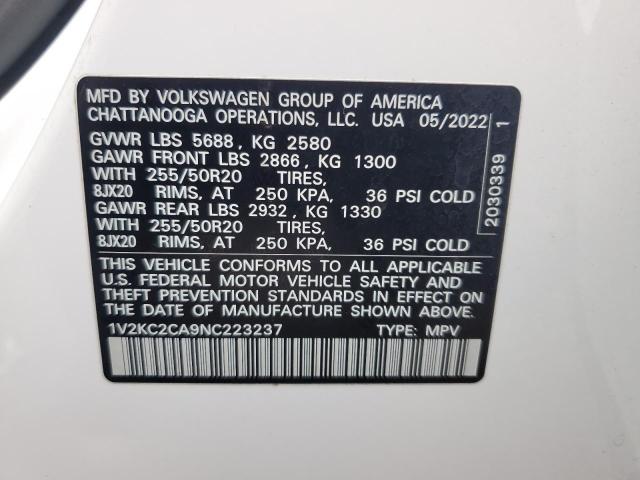 MFD BY VOLKSWAGEN GROUP OF AMERICA
CHATTANOOGA OPERATIONS, LLC. USA 05/2022
GVWR LBS 5688, KG 2580
GAWR FRONT LBS 2866, KG 1300
WITH 255/50R20 TIRES,
8JX20 RIMS, AT 250 KPA, 36 PSI COLD
GAWR REAR LBS 2932, KG 1330
WITH 255/50R20 TIRES,
8JX20 RIMS, AT 250 KPA, 36 PSI COLD
THIS VEHICLE CONFORMS TO ALL APPLICABLE
U.S. FEDERAL MOTOR VEHICLE SAFETY AND
THEFT PREVENTION STANDARDS IN EFFECT ON
THE DATE OF MANUFACTURE SHOWN ABOVE.
1V2KC2CA9NC223237 TYPE: MPV
2030339 1